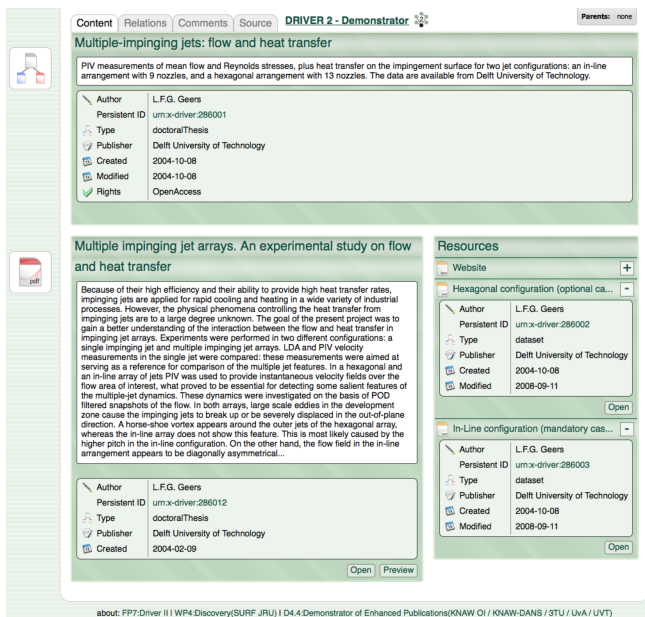 Content Relations Comments Source DRIVER 2 - Demonstrator 2 Parents: none
Multiple-impinging jets: flow and heat transfer
PIV measurements of mean flow and Reynolds stresses, plus heat transfer on the impingement surface for two jet configurations: an in-line
arrangement with 9 nozzles, and a hexagonal arrangement with 13 nozzles. The data are available from Delft University of Technology.
Author L.F.G. Geers
Persistent ID urn:x-driver:286001
Type doctoralThesis
Publisher Delft University of Technology
Created 2004-10-08
Modified 2004-10-08
Rights OpenAccess
pdf
Multiple impinging jet arrays. An experimental study on flow
and heat transfer
Because of their high efficiency and their ability to provide high heat transfer rates,
impinging jets are applied for rapid cooling and heating in a wide variety of industrial
processes. However, the physical phenomena controlling the heat transfer from
impinging jets are to a large degree unknown. The goal of the present project was to
gain a better understanding of the interaction between the flow and heat transfer in
impinging jet arrays. Experiments were performed in two different configurations: a
single impinging jet and multiple impinging jet arrays. LDA and PIV velocity
measurements in the single jet were compared: these measurements were aimed at
serving as a reference for comparison of the multiple jet features. In a hexagonal and
an in-line array of jets PIV was used to provide instantaneous velocity fields over the
flow area of interest, what proved to be essential for detecting some salient features of
the multiple-jet dynamics. These dynamics were investigated on the basis of POD
filtered snapshots of the flow. In both arrays, large scale eddies in the development
zone cause the impinging jets to break up or be severely displaced in the out-of-plane
direction. A horse-shoe vortex appears around the outer jets of the hexagonal array,
whereas the in-line array does not show this feature. This is most likely caused by the
higher pitch in the in-line configuration. On the other hand, the flow field in the in-line
arrangement appears to be diagonally asymmetrical...
Author L.F.G. Geers
Persistent ID urn:x-driver:286012
Type doctoralThesis
Publisher Delft University of Technology
Created 2004-02-09
Open Preview
Resources
Website +
Hexagonal configuration (optional ca... -
Author L.F.G. Geers
Persistent ID urn:x-driver:286002
Type dataset
Publisher Delft University of Technology
Created 2004-10-08
Modified 2008-09-11
Open
In-Line configuration (mandatory cas... -
Author L.F.G. Geers
Persistent ID urn:x-driver:286003
Type dataset
Publisher Delft University of Technology
Created 2004-10-08
Modified 2008-09-11
Open
about: FP7:Driver II I WP4:Discovery(SURF JRU) I D4.4:Demonstrator of Enhanced Publications(KNAW OI / KNAW-DANS / 3TU / UvA / UVT)